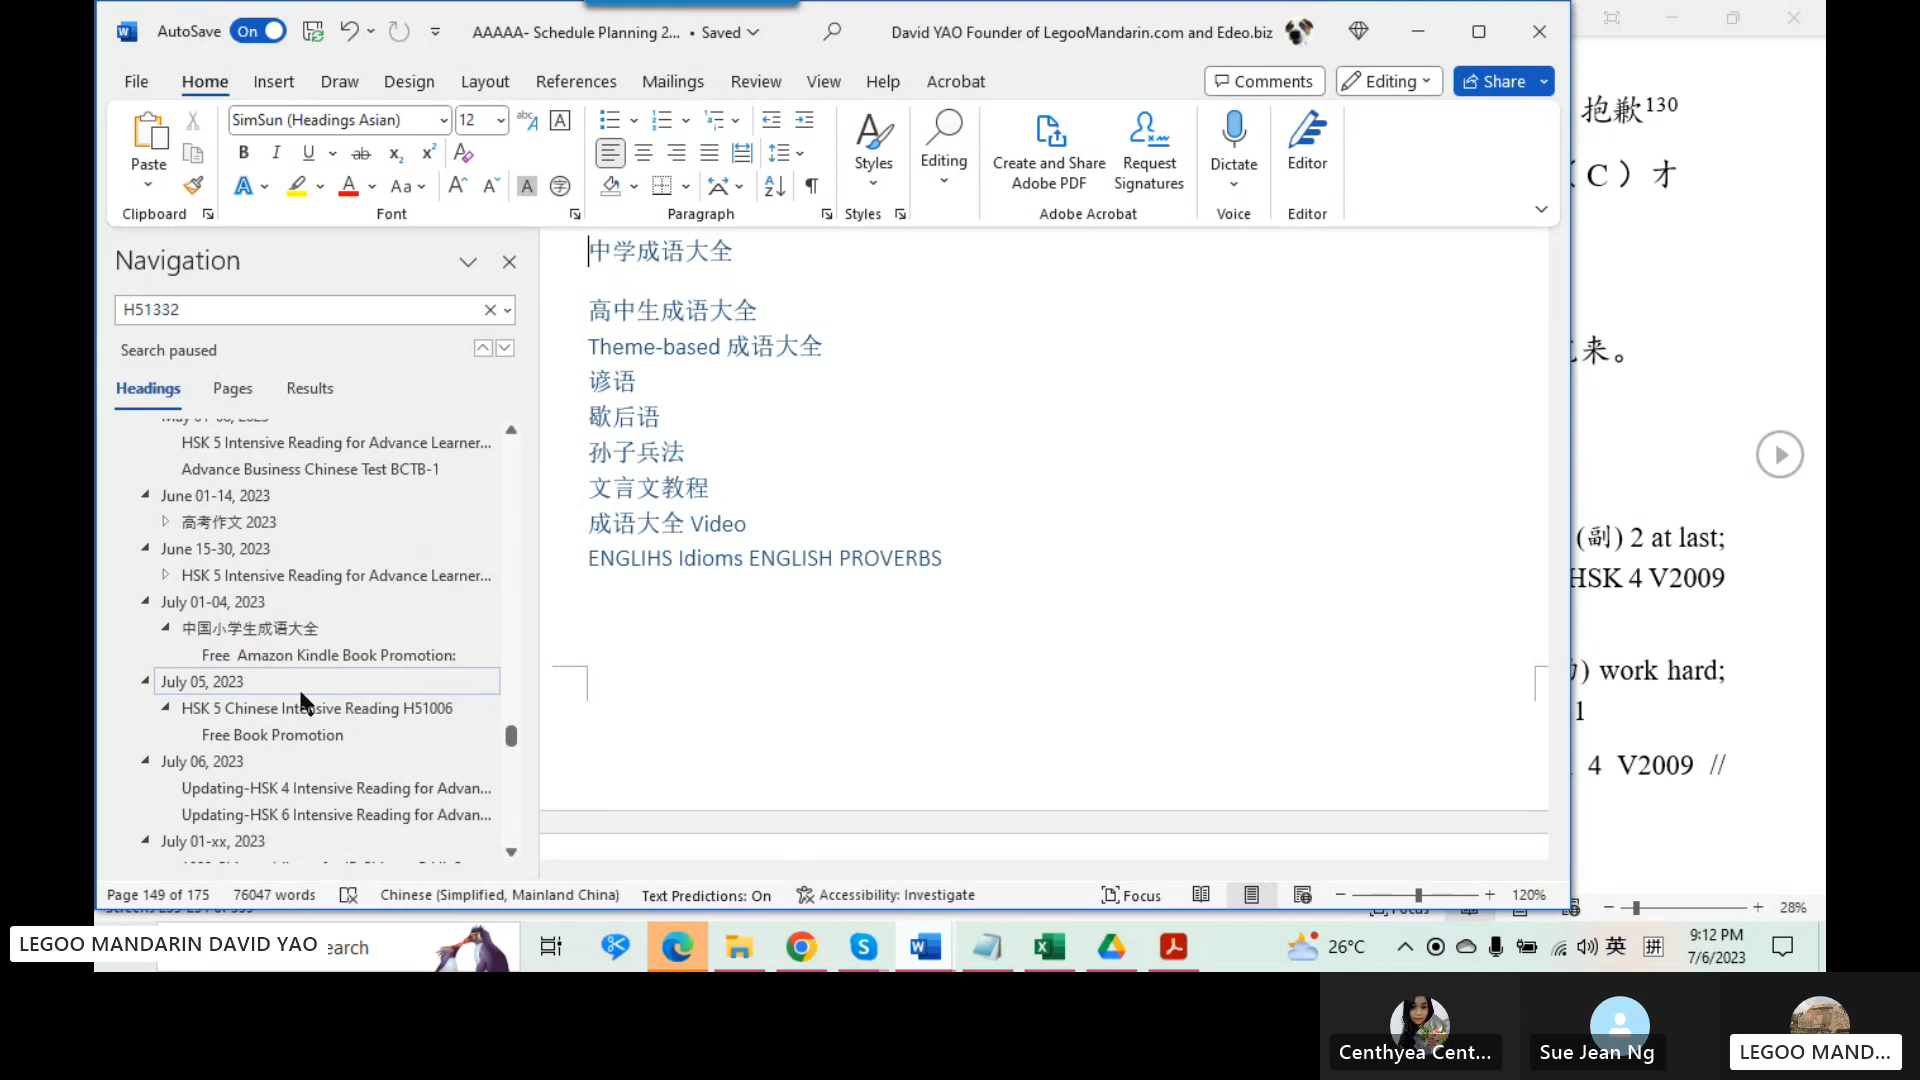 AutoSave On AAAAA- Schedule Planning 2... • Saved David YAO Founder of LegooMandarin.com and Edeo.biz
File Home Insert Draw Design Layout References Mailings Review View Help Acrobat Comments Editing Share
SimSun (Headings Asian) 12
Paste
B I U ab x₂ x² A
A A Aa A A A 字
Styles
Editing
Create and Share
Adobe PDF
Request
Signatures
Dictate
Editor
Clipboard Font Paragraph Styles Adobe Acrobat Voice Editor
Navigation
H51332
Search paused
Headings Pages Results
HSK 5 Intensive Reading for Advance Learner...
Advance Business Chinese Test BCTB-1
June 01-14, 2023
高考作文 2023
June 15-30, 2023
HSK 5 Intensive Reading for Advance Learner...
July 01-04, 2023
中国小学生成语大全
Free Amazon Kindle Book Promotion:
July 05, 2023
HSK 5 Chinese Intensive Reading H51006
Free Book Promotion
July 06, 2023
Updating-HSK 4 Intensive Reading for Advan...
Updating-HSK 6 Intensive Reading for Advan...
July 01-xx, 2023
中学成语大全
高中生成语大全
Theme-based 成语大全
谚语
歇后语
孙子兵法
文言文教程
成语大全 Video
ENGLIHS Idioms ENGLISH PROVERBS
抱歉130
( C ) 才
来。
(副) 2 at last;
HSK 4 V2009
) work hard;
1
4 V2009 //
Page 149 of 175 76047 words Chinese (Simplified, Mainland China) Text Predictions: On Accessibility: Investigate Focus 120%
28%
LEGOO MANDARIN DAVID YAO
earch
26°C
英
拼
9:12 PM
7/6/2023
Centhyea Cent...
Sue Jean Ng
LEGOO MAND...